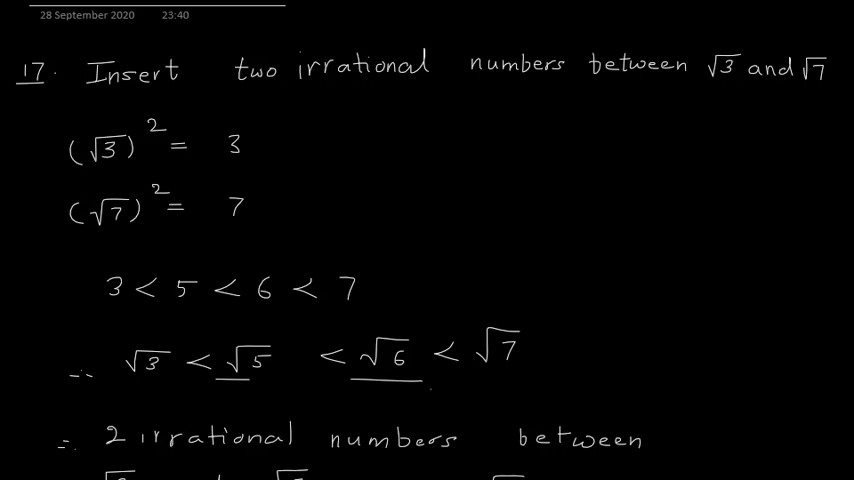 28 September 2020 23:40
17. Insert two irrational numbers between √3 and √7
(√3)² = 3
(√7)² = 7
3 < 5 < 6 < 7
∴ √3 < √5 < √6 < √7
∴ 2 irrational numbers between